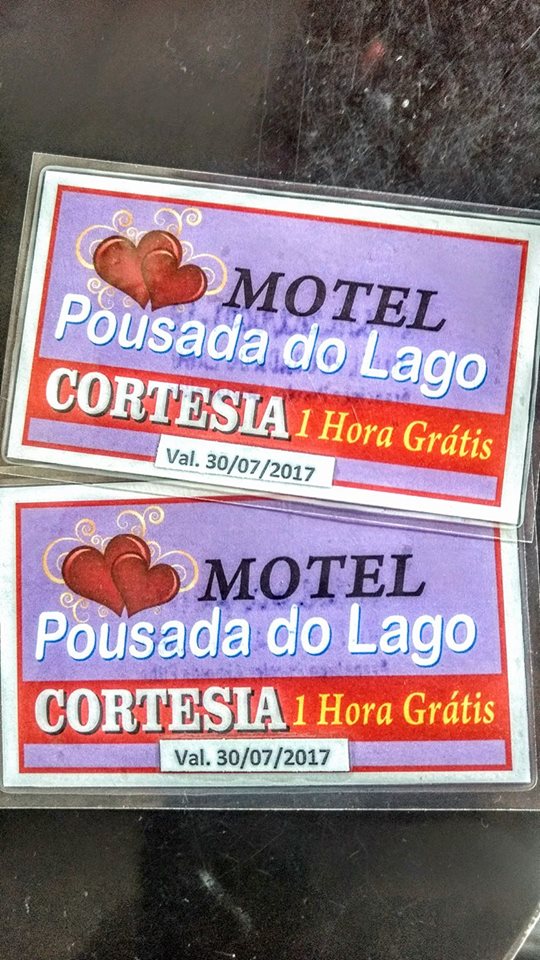 MOTEL
Pousada do Lago
CORTESIA 1 Hora Grátis
Val. 30/07/2017
MOTEL
Pousada do Lago
CORTESIA 1 Hora Grátis
Val. 30/07/2017